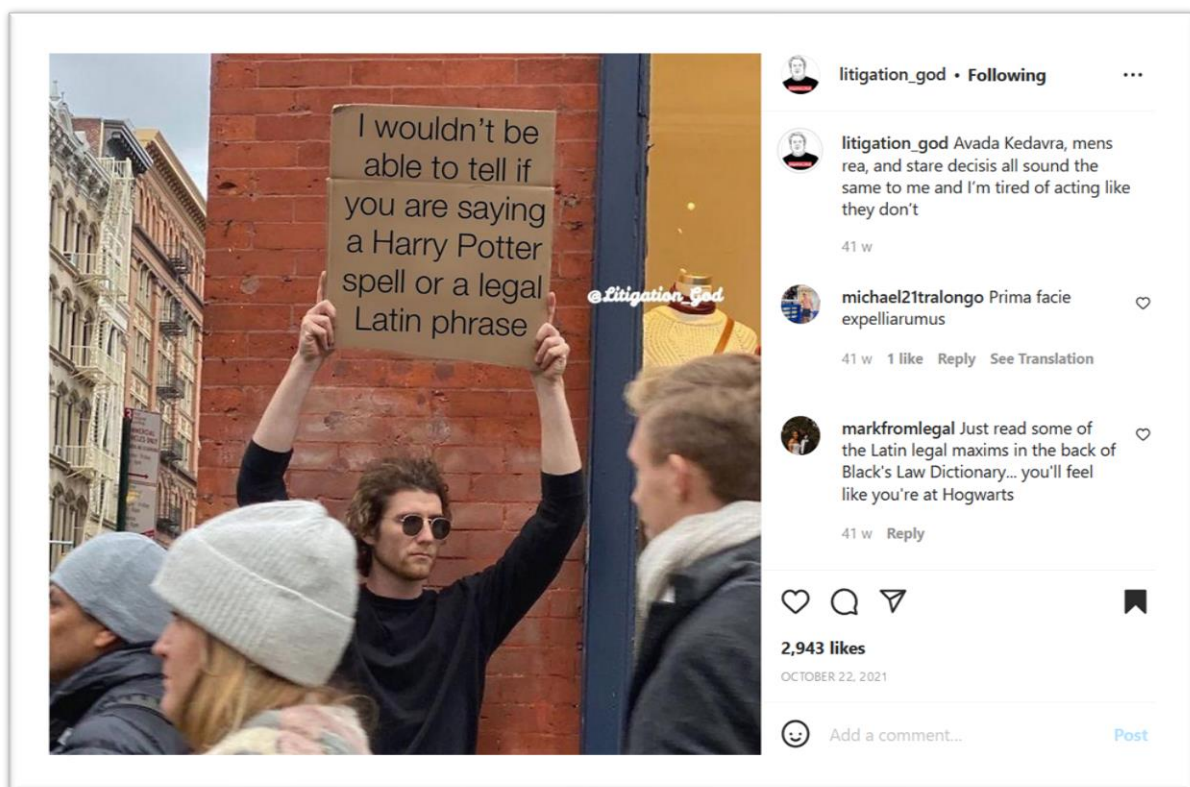 I wouldn't be
able to tell if
you are saying
a Harry Potter
spell or a legal
Latin phrase
@Litigation_God
litigation_god • Following
litigation_god Avada Kedavra, mens
rea, and stare decisis all sound the
same to me and I'm tired of acting like
they don't
41 w
michael21tralongo Prima facie
expelliarumus
41 w 1 like Reply See Translation
markfromlegal Just read some of
the Latin legal maxims in the back of
Black's Law Dictionary... you'll feel
like you're at Hogwarts
41 w Reply
2,943 likes
OCTOBER 22, 2021
Add a comment... Post